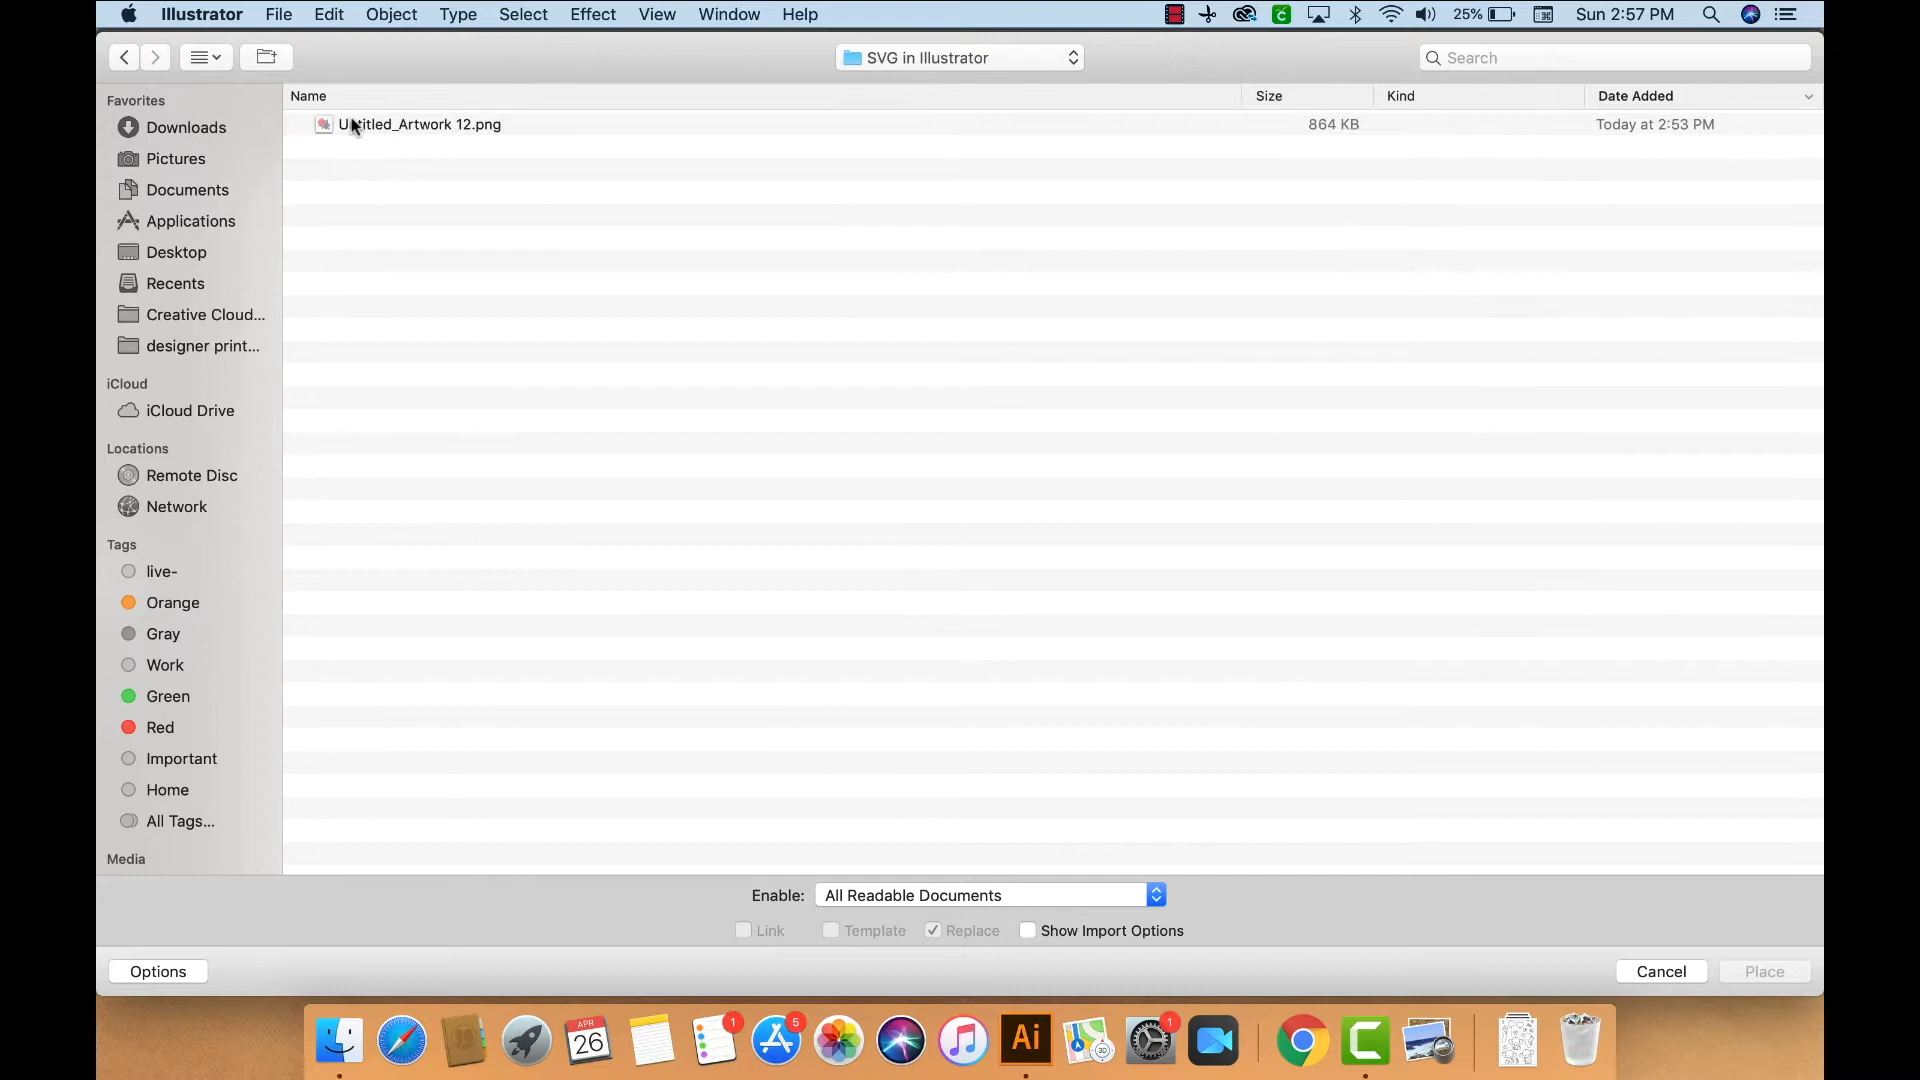 Illustrator File Edit Object Type Select Effect View Window Help 25% Sun 2:57 PM
SVG in Illustrator
Search
Name Size Kind Date Added
Untitled_Artwork 12.png 864 KB Today at 2:53 PM
Favorites
Downloads
Pictures
Documents
Applications
Desktop
Recents
Creative Cloud...
designer print...
iCloud
iCloud Drive
Locations
Remote Disc
Network
Tags
live-
Orange
Gray
Work
Green
Red
Important
Home
All Tags...
Media
Enable: All Readable Documents
Link Template Replace Show Import Options
Options Cancel Place
APR
26
1
5
Ai
3D
1